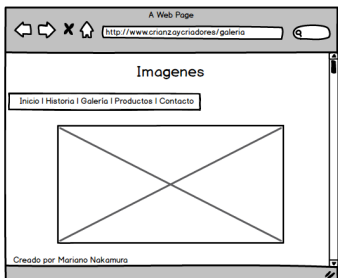 A Web Page
http://www.crianzaycriadores/galeria
Imagenes
Inicio | Historia | Galería | Productos | Contacto
Creado por Mariano Nakamura